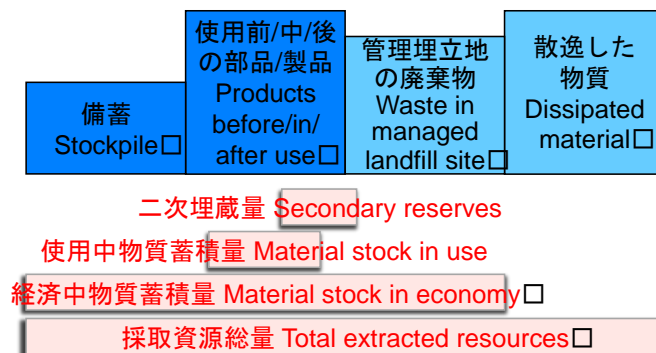 備蓄
Stockpile□
使用前/中/後
の部品/製品
Products
before/in/
after use□
管理埋立地
の廃棄物
Waste in
managed
landfill site□
散逸した
物質
Dissipated
material□
二次埋蔵量 Secondary reserves
使用中物質蓄積量 Material stock in use
経済中物質蓄積量 Material stock in economy□
採取資源総量 Total extracted resources□